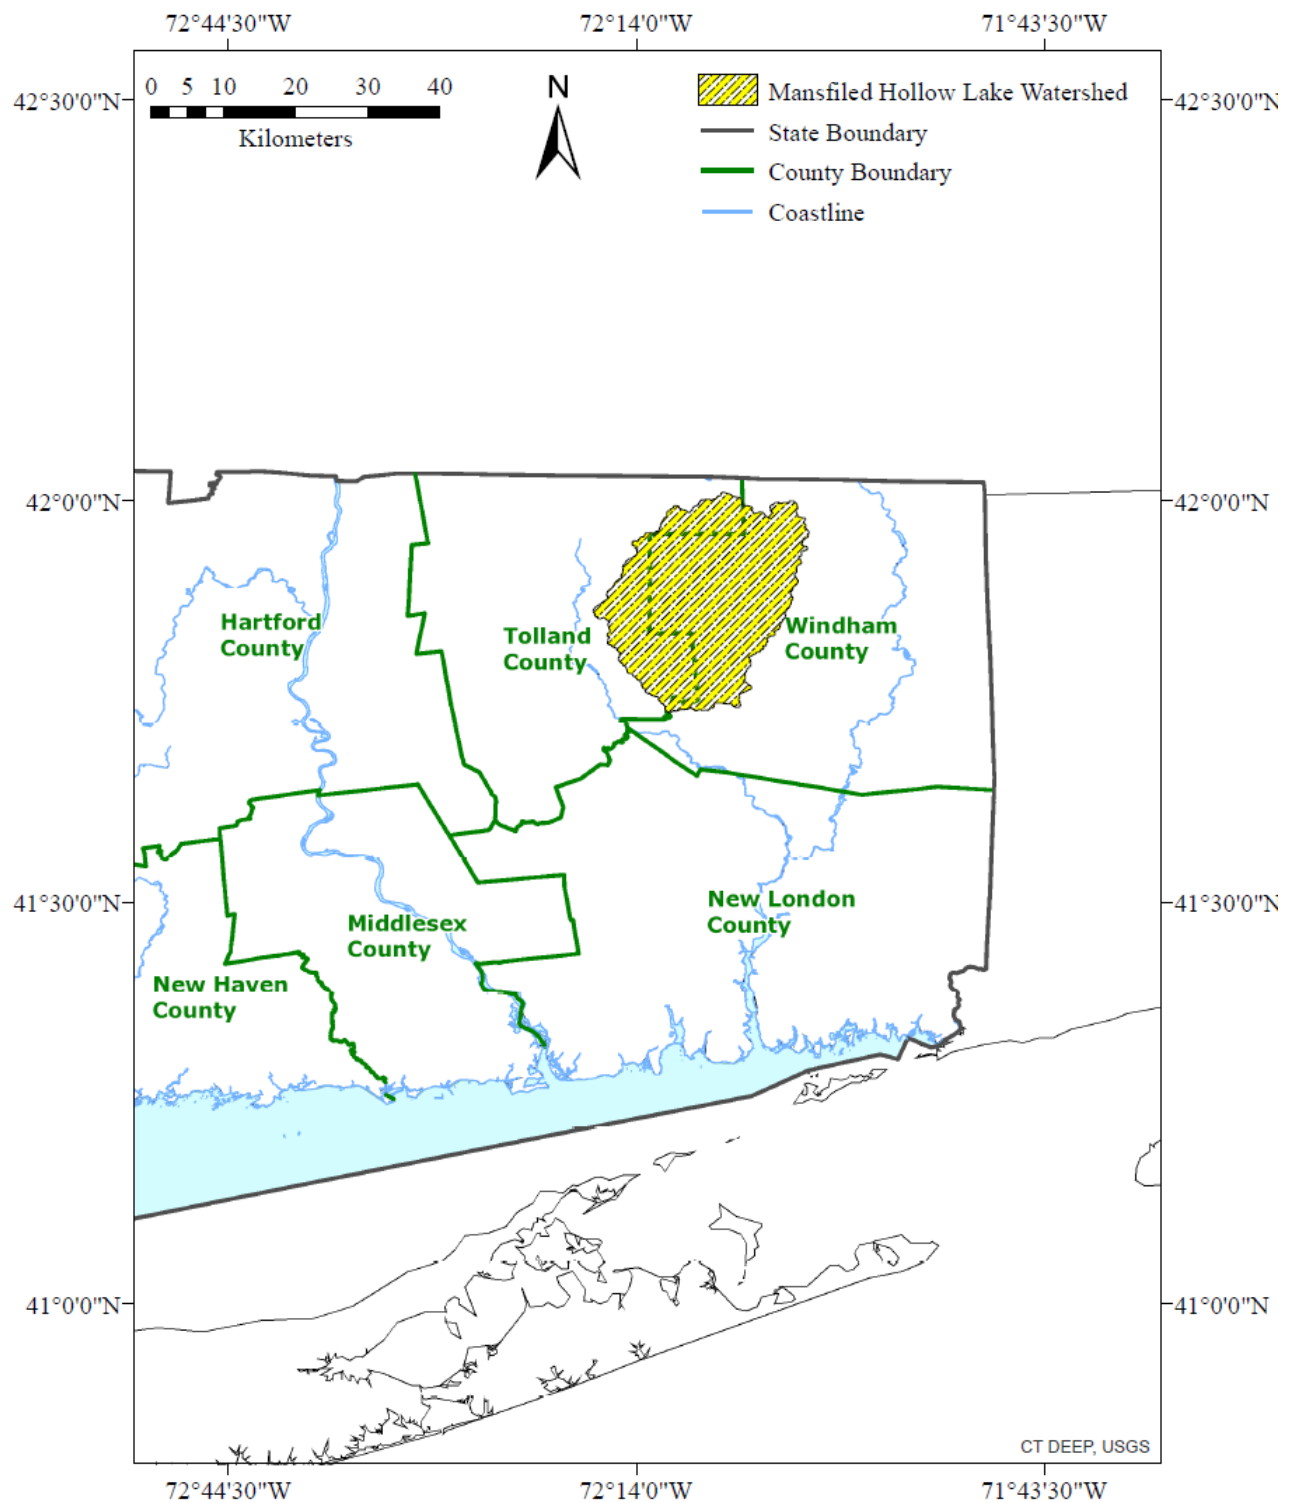 72°44'30"W 72°14'0"W 71°43'30"W
0 5 10 20 30 40
Kilometers
N
Mansfiled Hollow Lake Watershed
State Boundary
County Boundary
Coastline
42°30'0"N 42°30'0"N
42°0'0"N 42°0'0"N
Hartford
County
Tolland
County
Windham
County
41°30'0"N 41°30'0"N
New London
County
Middlesex
County
New Haven
County
41°0'0"N 41°0'0"N
CT DEEP, USGS
72°44'30"W 72°14'0"W 71°43'30"W